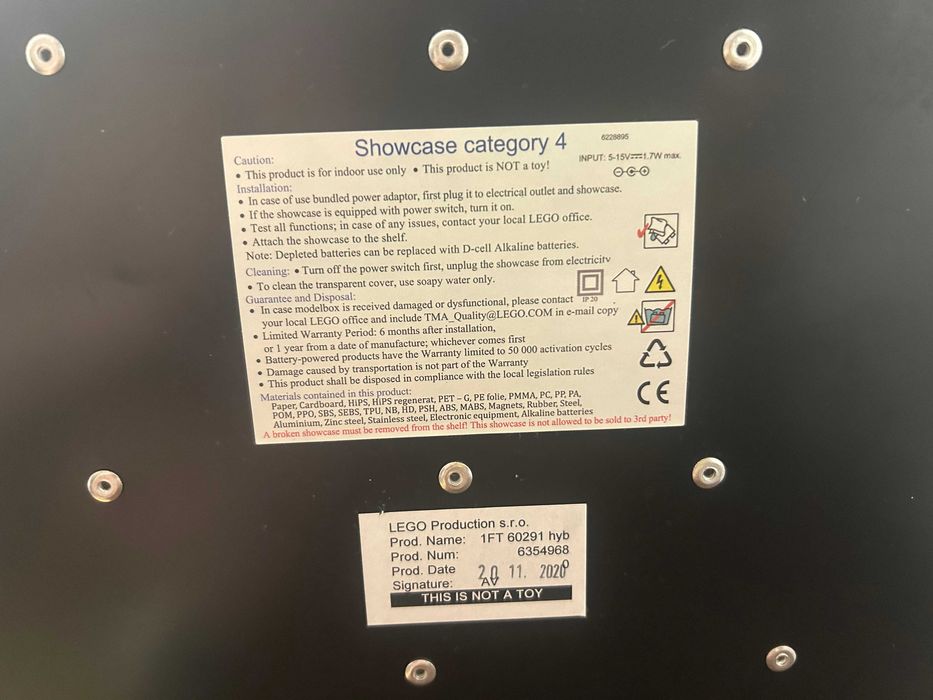 Showcase category 4
6228895
INPUT: 5-15V⎓1.7W max.
Caution:
• This product is for indoor use only • This product is NOT a toy!
Installation:
• In case of use bundled power adaptor, first plug it to electrical outlet and showcase.
• If the showcase is equipped with power switch, turn it on.
• Test all functions; in case of any issues, contact your local LEGO office.
• Attach the showcase to the shelf.
Note: Depleted batteries can be replaced with D-cell Alkaline batteries.
Cleaning: • Turn off the power switch first, unplug the showcase from electricity
• To clean the transparent cover, use soapy water only.
IP 20
Guarantee and Disposal:
• In case modelbox is received damaged or dysfunctional, please contact
your local LEGO office and include TMA_Quality@LEGO.COM in e-mail copy
• Limited Warranty Period: 6 months after installation,
or 1 year from a date of manufacture; whichever comes first
• Battery-powered products have the Warranty limited to 50 000 activation cycles
• Damage caused by transportation is not part of the Warranty
• This product shall be disposed in compliance with the local legislation rules
CE
Materials contained in this product:
Paper, Cardboard, HiPS, HiPS regenerat, PET – G, PE folie, PMMA, PC, PP, PA,
POM, PPO, SBS, SEBS, TPU, NB, HD, PSH, ABS, MABS, Magnets, Rubber, Steel,
Aluminium, Zinc steel, Stainless steel, Electronic equipment, Alkaline batteries
A broken showcase must be removed from the shelf! This showcase is not allowed to be sold to 3rd party!
LEGO Production s.r.o.
Prod. Name: 1FT 60291 hyb
Prod. Num: 6354968
Prod. Date 20 11. 2020
Signature: AV
THIS IS NOT A TOY